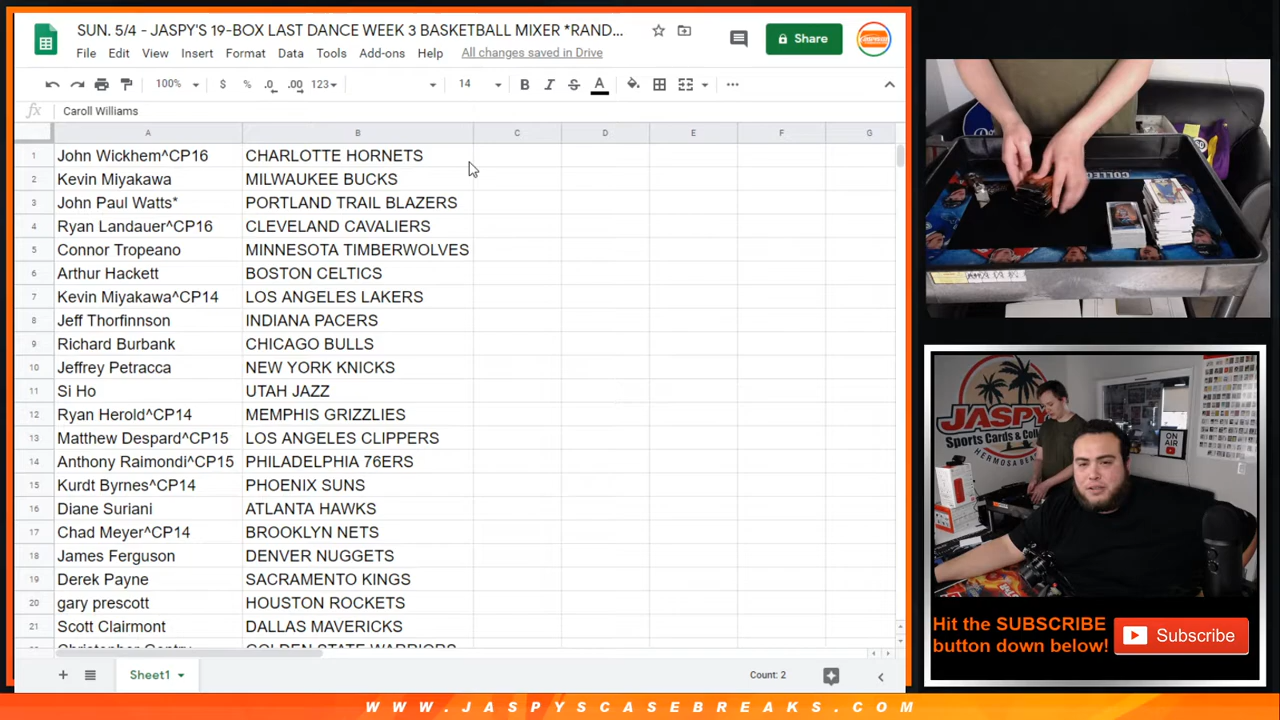 SUN. 5/4 - JASPY'S 19-BOX LAST DANCE WEEK 3 BASKETBALL MIXER *RAND...
File Edit View Insert Format Data Tools Add-ons Help All changes saved in Drive
Share
100% $ % .0 .00 123 14 B I S A
fx Caroll Williams
A B C D E F G
1 John Wickhem^CP16 CHARLOTTE HORNETS
2 Kevin Miyakawa MILWAUKEE BUCKS
3 John Paul Watts* PORTLAND TRAIL BLAZERS
4 Ryan Landauer^CP16 CLEVELAND CAVALIERS
5 Connor Tropeano MINNESOTA TIMBERWOLVES
6 Arthur Hackett BOSTON CELTICS
7 Kevin Miyakawa^CP14 LOS ANGELES LAKERS
8 Jeff Thorfinnson INDIANA PACERS
9 Richard Burbank CHICAGO BULLS
10 Jeffrey Petracca NEW YORK KNICKS
11 Si Ho UTAH JAZZ
12 Ryan Herold^CP14 MEMPHIS GRIZZLIES
13 Matthew Despard^CP15 LOS ANGELES CLIPPERS
14 Anthony Raimondi^CP15 PHILADELPHIA 76ERS
15 Kurdt Byrnes^CP14 PHOENIX SUNS
16 Diane Suriani ATLANTA HAWKS
17 Chad Meyer^CP14 BROOKLYN NETS
18 James Ferguson DENVER NUGGETS
19 Derek Payne SACRAMENTO KINGS
20 gary prescott HOUSTON ROCKETS
21 Scott Clairmont DALLAS MAVERICKS
Christopher Gentry GOLDEN STATE WARRIORS
Sheet1 Count: 2
JASPY
Sports Cards & Coll
HERMOSA BEA
ON AIR
Hit the SUBSCRIBE
button down below!
Subscribe
WWW.JASPYSCASEBREAKS.COM